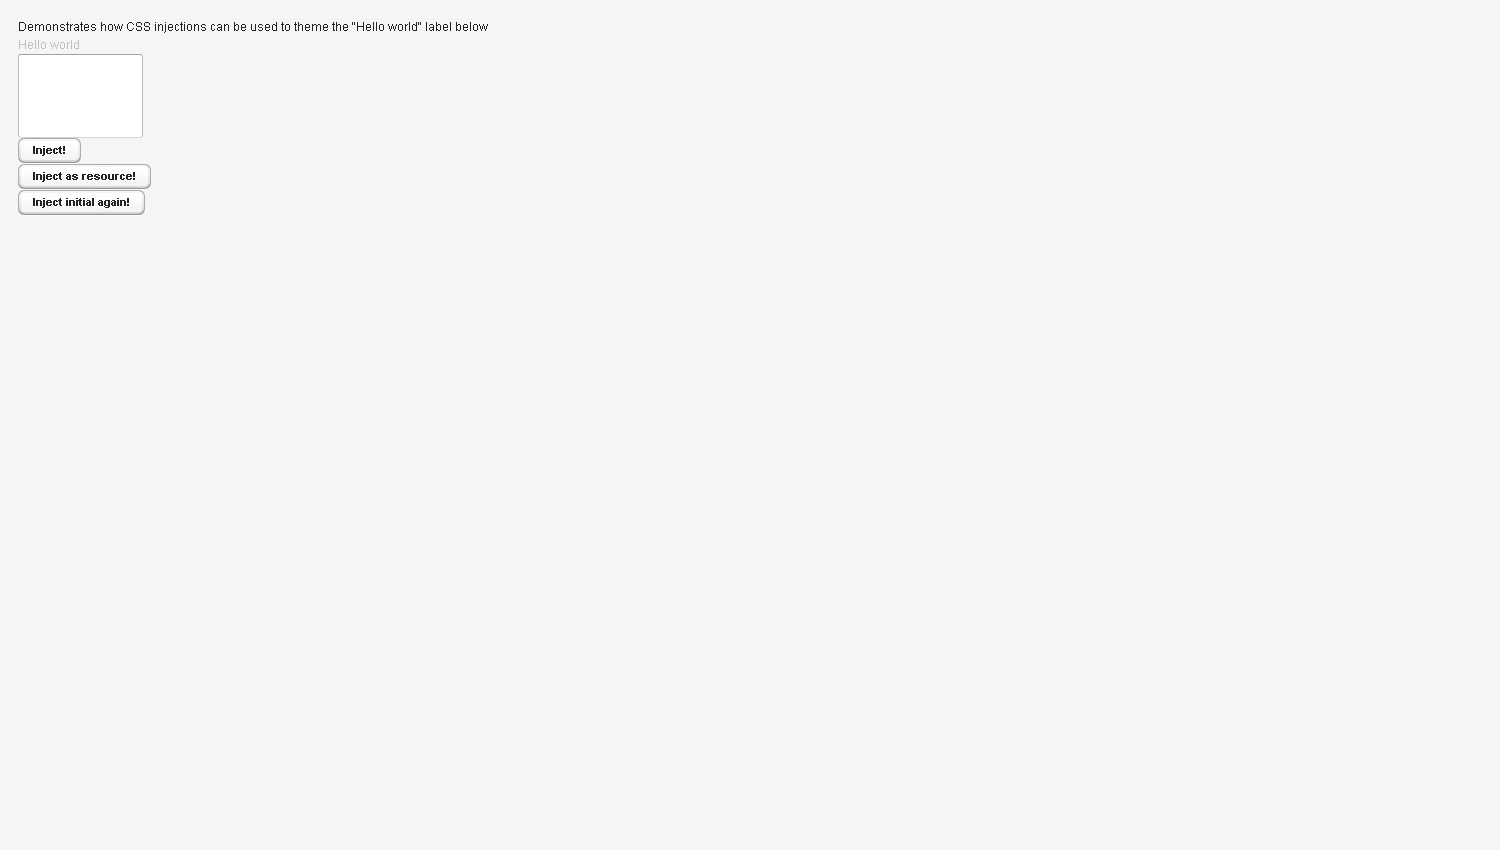 Demonstrates how CSS injections can be used to theme the "Hello world" label below
Hello world
Inject!
Inject as resource!
Inject initial again!